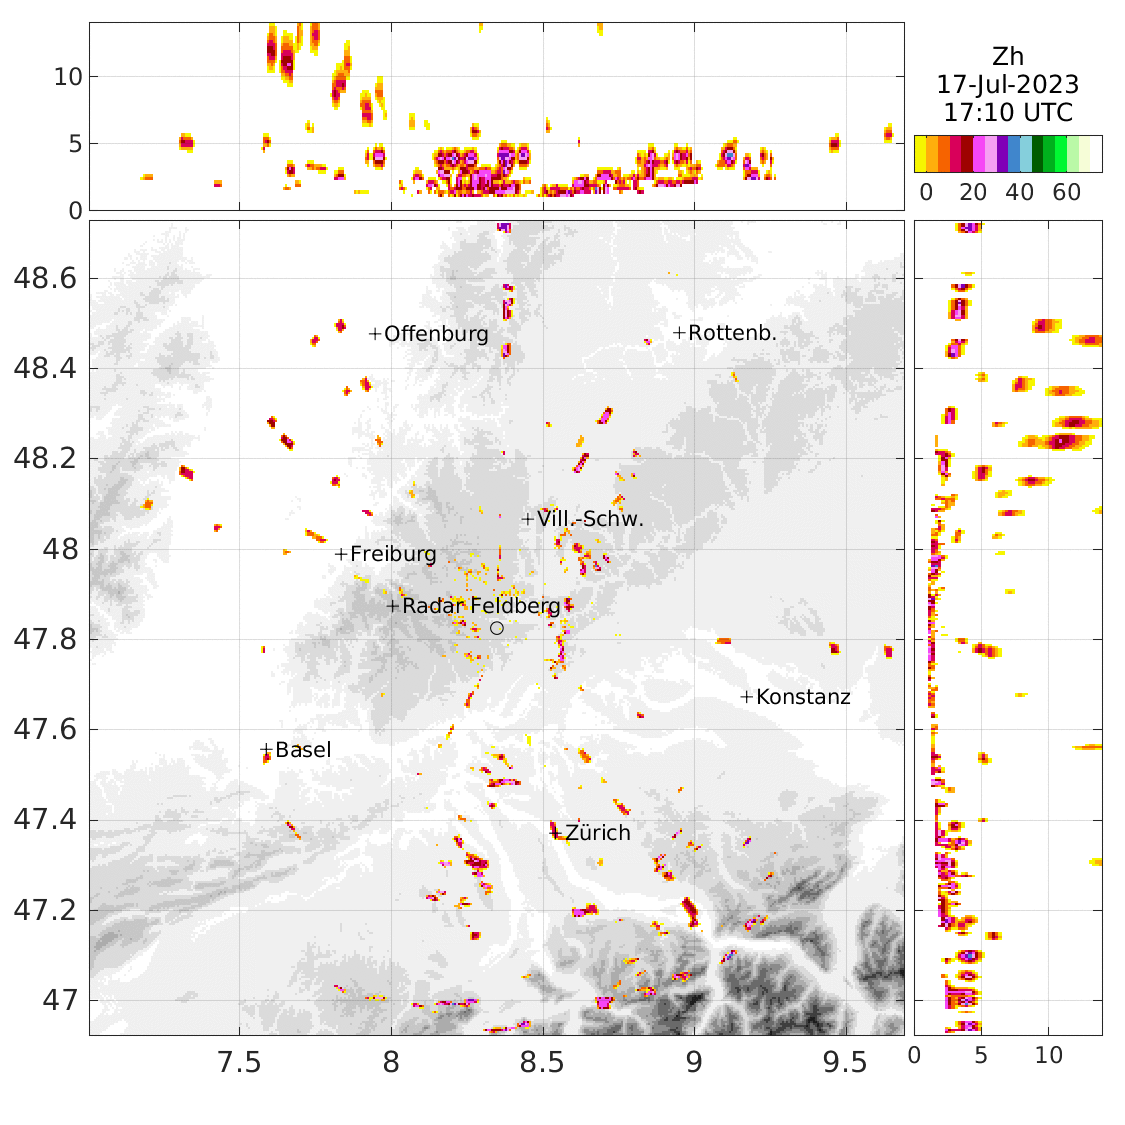 10
5
0
Zh
17-Jul-2023
17:10 UTC
0 20 40 60
48.6
48.4
48.2
48
47.8
47.6
47.4
47.2
47
+Offenburg
+Rottenb.
+Vill.-Schw.
+Freiburg
+Radar Feldberg
+Konstanz
+Basel
+Zürich
7.5 8 8.5 9 9.5
0 5 10